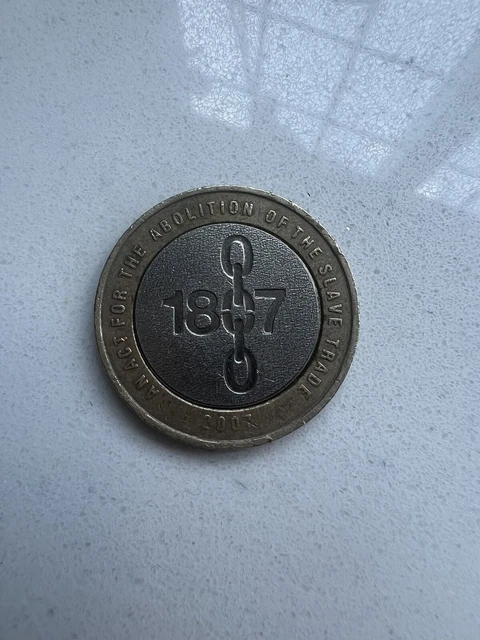 AN ACT FOR THE ABOLITION OF THE SLAVE TRADE
1807
2007